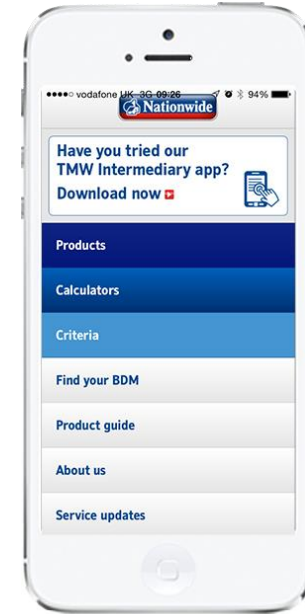 vodafone UK 3G 09:26 94%
Nationwide
Have you tried our
TMW Intermediary app?
Download now
Products
Calculators
Criteria
Find your BDM
Product guide
About us
Service updates